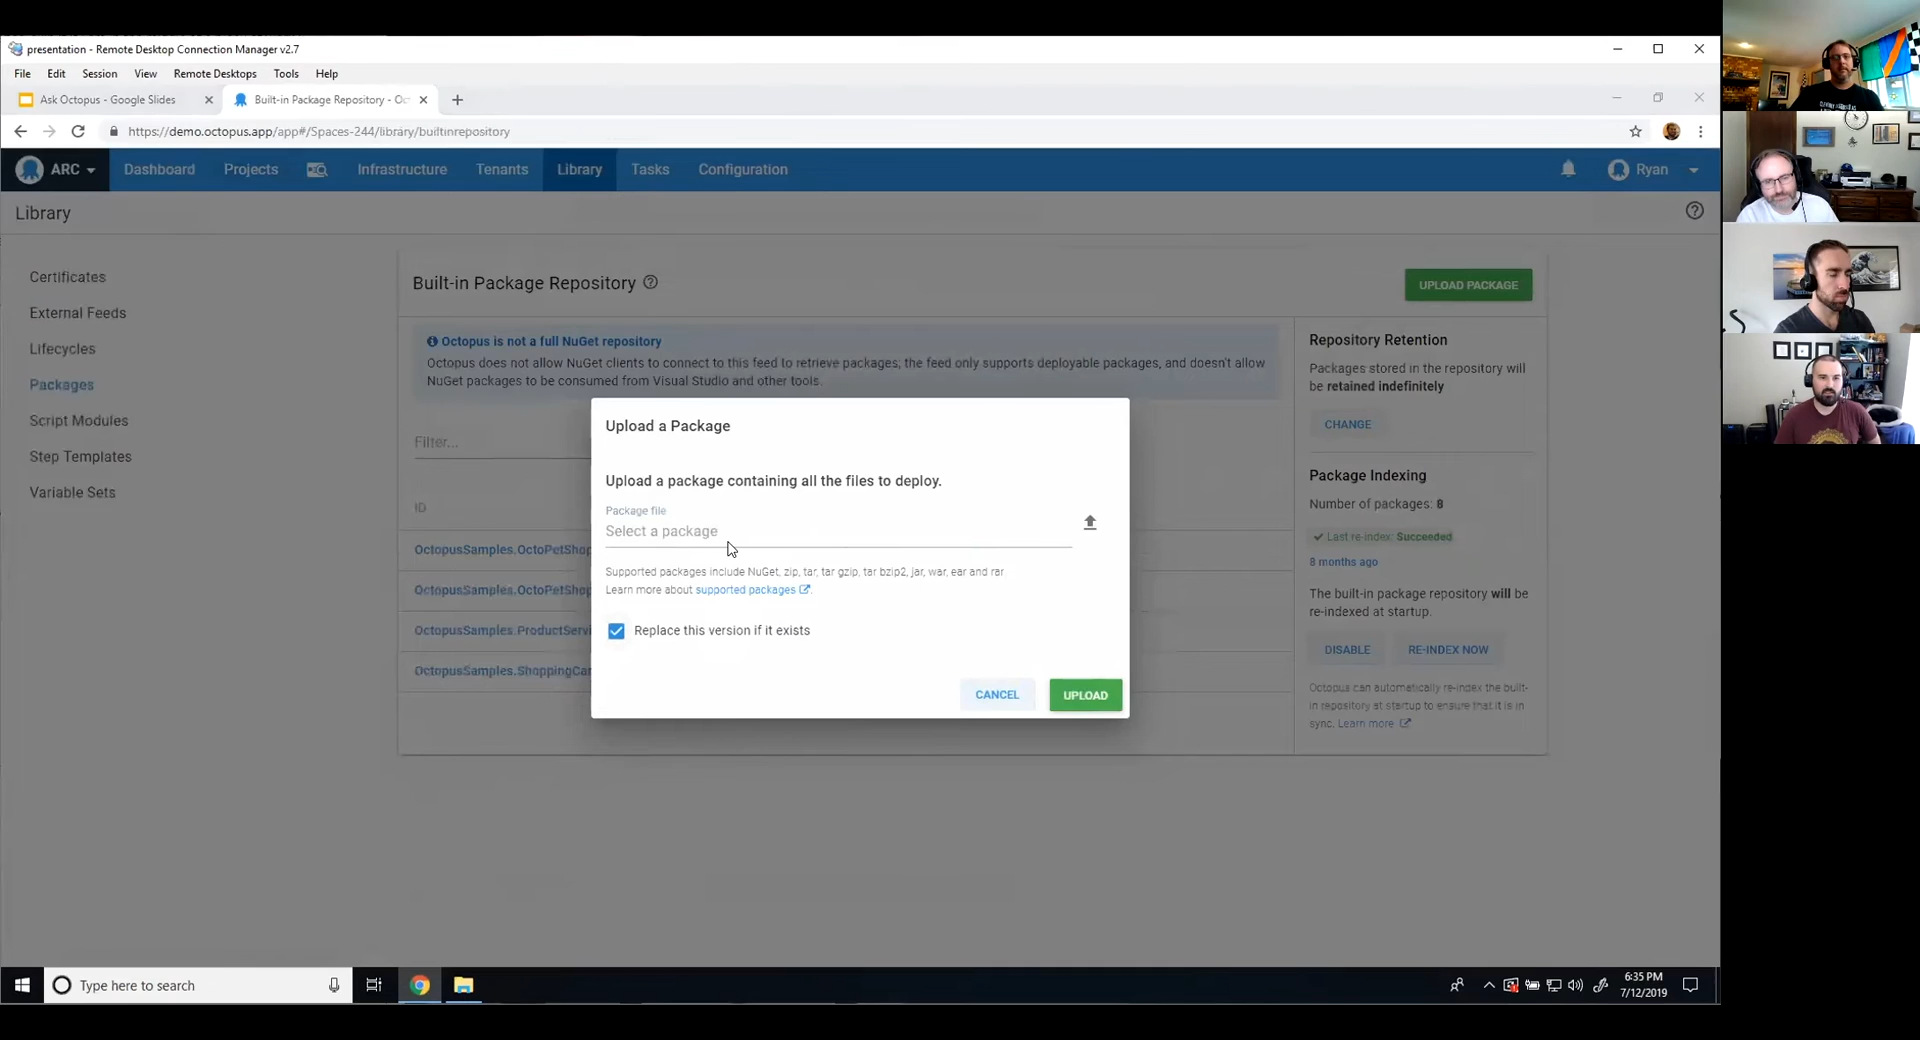 presentation - Remote Desktop Connection Manager v2.7
File Edit Session View Remote Desktops Tools Help
Ask Octopus - Google Slides
Built-in Package Repository - Oc
https://demo.octopus.app/app#/Spaces-244/library/builtinrepository
ARC Dashboard Projects Infrastructure Tenants Library Tasks Configuration Ryan
Library
Certificates
External Feeds
Lifecycles
Packages
Script Modules
Step Templates
Variable Sets
Built-in Package Repository
UPLOAD PACKAGE
Octopus is not a full NuGet repository
Octopus does not allow NuGet clients to connect to this feed to retrieve packages; the feed only supports deployable packages, and doesn't allow
NuGet packages to be consumed from Visual Studio and other tools.
Filter...
ID
OctopusSamples.OctoPetShop
OctopusSamples.OctoPetShop
OctopusSamples.ProductServi
OctopusSamples.ShoppingCar
Upload a Package
Upload a package containing all the files to deploy.
Package file
Select a package
Supported packages include NuGet, zip, tar, tar gzip, tar bzip2, jar, war, ear and rar
Learn more about supported packages.
Replace this version if it exists
CANCEL
UPLOAD
Repository Retention
Packages stored in the repository will
be retained indefinitely
CHANGE
Package Indexing
Number of packages: 8
Last re-index: Succeeded
8 months ago
The built-in package repository will be
re-indexed at startup.
DISABLE
RE-INDEX NOW
Octopus can automatically re-index the built-
in repository at startup to ensure that it is in
sync. Learn more
Type here to search
6:35 PM
7/12/2019